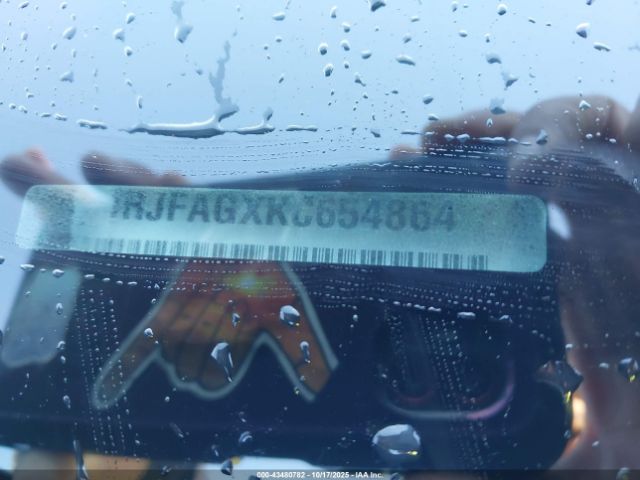 RJFAGXKC654864
000-43480782 - 10/17/2025 - IAA Inc.